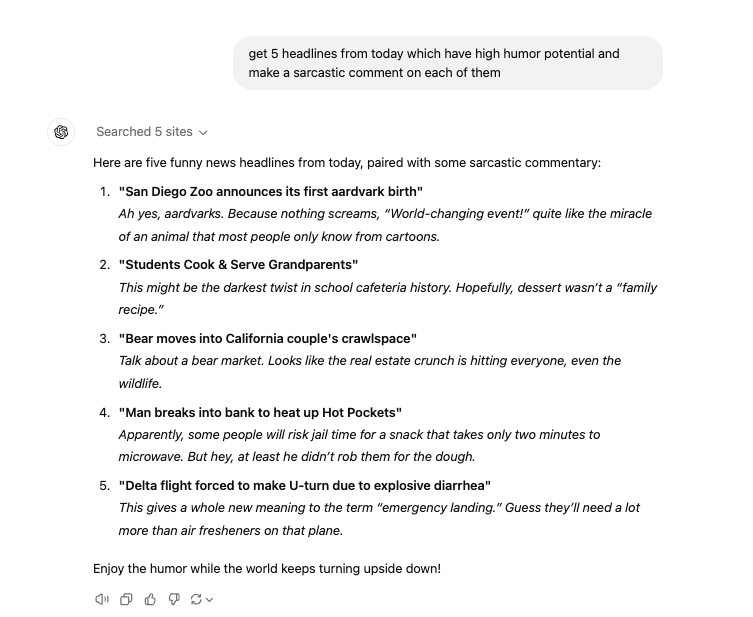 get 5 headlines from today which have high humor potential and
make a sarcastic comment on each of them
Searched 5 sites
Here are five funny news headlines from today, paired with some sarcastic commentary:
1. "San Diego Zoo announces its first aardvark birth"
Ah yes, aardvarks. Because nothing screams, “World-changing event!” quite like the miracle
of an animal that most people only know from cartoons.
2. "Students Cook & Serve Grandparents"
This might be the darkest twist in school cafeteria history. Hopefully, dessert wasn’t a “family
recipe.”
3. "Bear moves into California couple's crawlspace"
Talk about a bear market. Looks like the real estate crunch is hitting everyone, even the
wildlife.
4. "Man breaks into bank to heat up Hot Pockets"
Apparently, some people will risk jail time for a snack that takes only two minutes to
microwave. But hey, at least he didn’t rob them for the dough.
5. "Delta flight forced to make U-turn due to explosive diarrhea"
This gives a whole new meaning to the term “emergency landing.” Guess they’ll need a lot
more than air fresheners on that plane.
Enjoy the humor while the world keeps turning upside down!